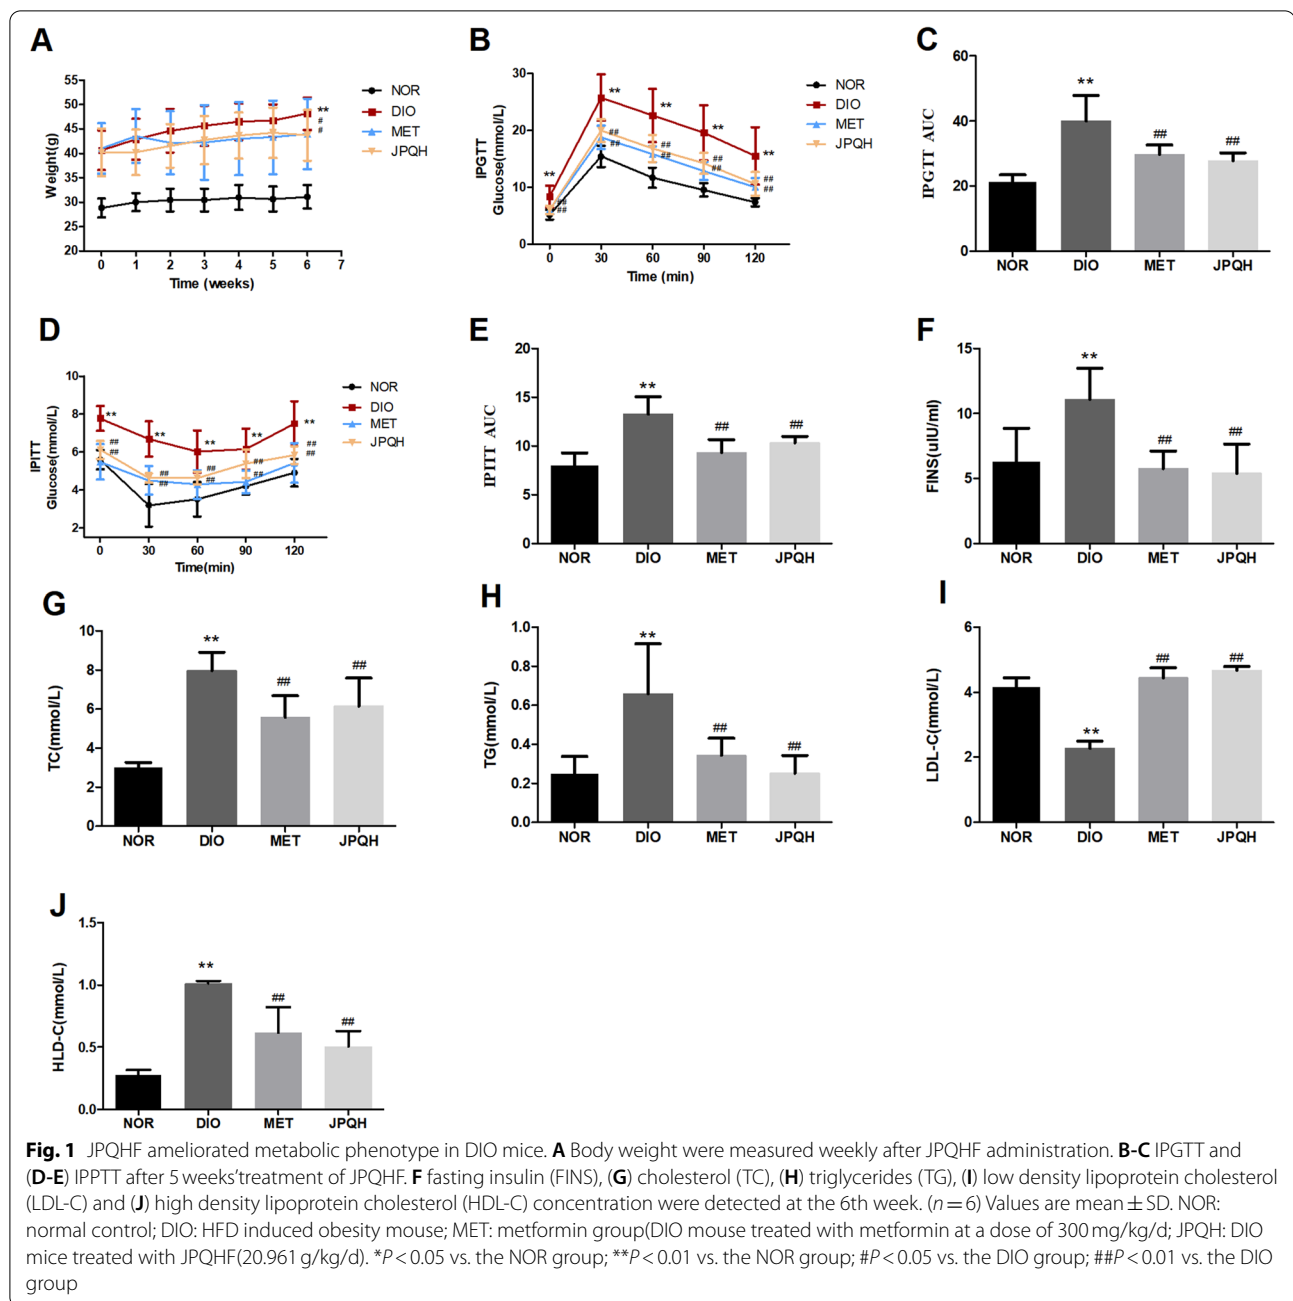 A
55
50
45
40
35
30
25
20
Weight(g)
0 1 2 3 4 5 6 7
Time (weeks)
NOR
DIO
MET
JPQH
**
#
#
B
30
20
10
0
IPGTT
Glucose(mmol/L)
0 30 60 90 120
Time (min)
NOR
DIO
MET
JPQH
** ** ** ** **
## ## ## ## ##
## ## ## ## ##
C
60
40
20
0
IPGTT AUC
NOR DIO MET JPQH
** ## ##
D
10
8
6
4
2
IPITT
Glucose(mmol/L)
0 30 60 90 120
Time(min)
NOR
DIO
MET
JPQH
** ** ** ** **
## ## ## ## ##
## ## ## ## ##
E
20
15
10
5
0
IPITT AUC
NOR DIO MET JPQH
** ## ##
F
15
10
5
0
FINS(uIU/ml)
NOR DIO MET JPQH
** ## ##
G
10
8
6
4
2
0
TC(mmol/L)
NOR DIO MET JPQH
** ## ##
H
1.0
0.8
0.6
0.4
0.2
0.0
TG(mmol/L)
NOR DIO MET JPQH
** ## ##
I
6
4
2
0
LDL-C(mmol/L)
NOR DIO MET JPQH
** ## ##
J
1.5
1.0
0.5
0.0
HLD-C(mmol/L)
NOR DIO MET JPQH
** ## ##
Fig. 1 JPQHF ameliorated metabolic phenotype in DIO mice. A Body weight were measured weekly after JPQHF administration. B-C IPGTT and
(D-E) IPPTT after 5 weeks'treatment of JPQHF. F fasting insulin (FINS), (G) cholesterol (TC), (H) triglycerides (TG), (I) low density lipoprotein cholesterol
(LDL-C) and (J) high density lipoprotein cholesterol (HDL-C) concentration were detected at the 6th week. (n = 6) Values are mean ± SD. NOR:
normal control; DIO: HFD induced obesity mouse; MET: metformin group(DIO mouse treated with metformin at a dose of 300 mg/kg/d; JPQH: DIO
mice treated with JPQHF(20.961 g/kg/d). *P < 0.05 vs. the NOR group; **P < 0.01 vs. the NOR group; #P < 0.05 vs. the DIO group; ##P < 0.01 vs. the DIO
group